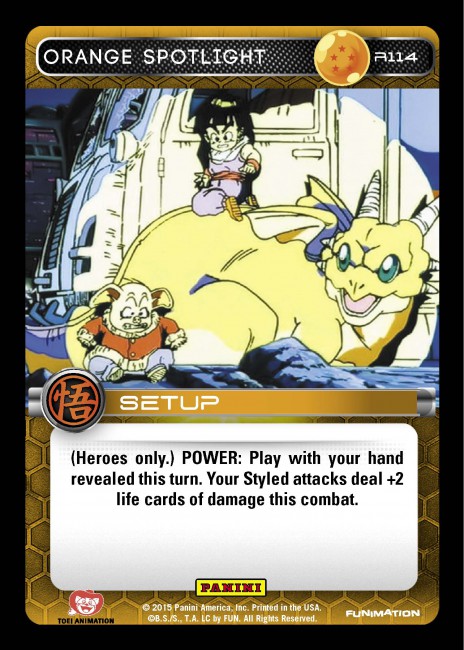 ORANGE SPOTLIGHT
R114
悟
SETUP
(Heroes only.) POWER: Play with your hand
revealed this turn. Your Styled attacks deal +2
life cards of damage this combat.
PANINI
TOEI ANIMATION
© 2015 Panini America, Inc. Printed in the USA.
©B.S./S., T.A. LC by FUN. All Rights Reserved.
FUNIMATION